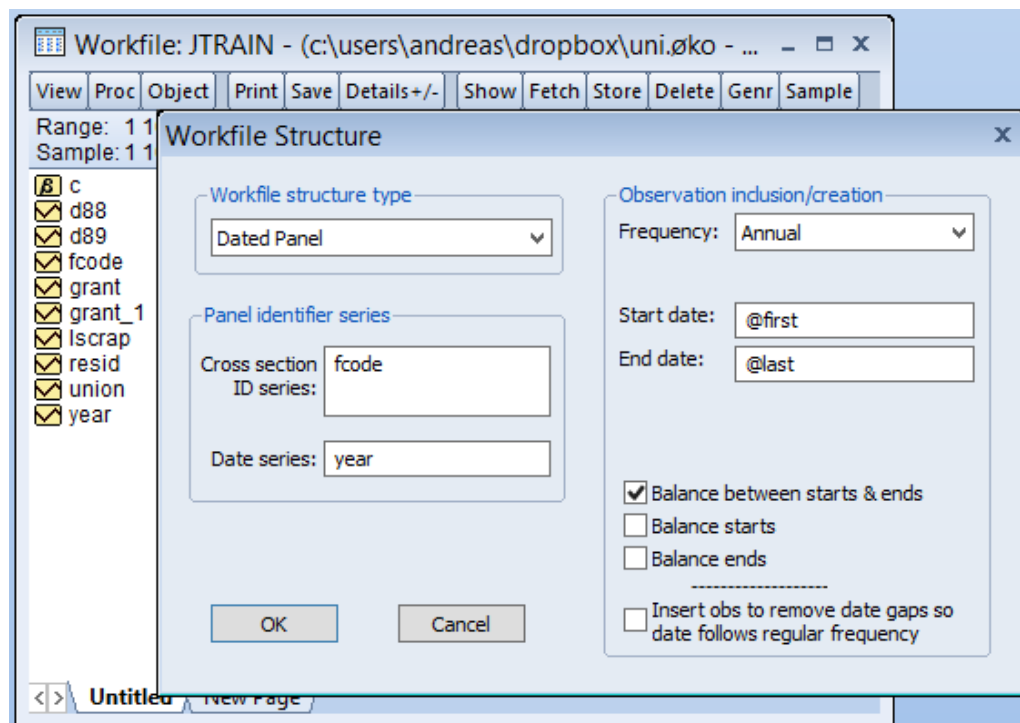 Workfile: JTRAIN - (c:\users\andreas\dropbox\uni.øko - ...
View Proc Object Print Save Details+/- Show Fetch Store Delete Genr Sample
Range: 1 1
Sample: 1 1
β c
d88
d89
fcode
grant
grant_1
lscrap
resid
union
year
Untitled
New Page
Workfile Structure
Workfile structure type
Dated Panel
Panel identifier series
Cross section ID series:
fcode
Date series:
year
OK
Cancel
Observation inclusion/creation
Frequency:
Annual
Start date:
@first
End date:
@last
Balance between starts & ends
Balance starts
Balance ends
-------------------
Insert obs to remove date gaps so
date follows regular frequency